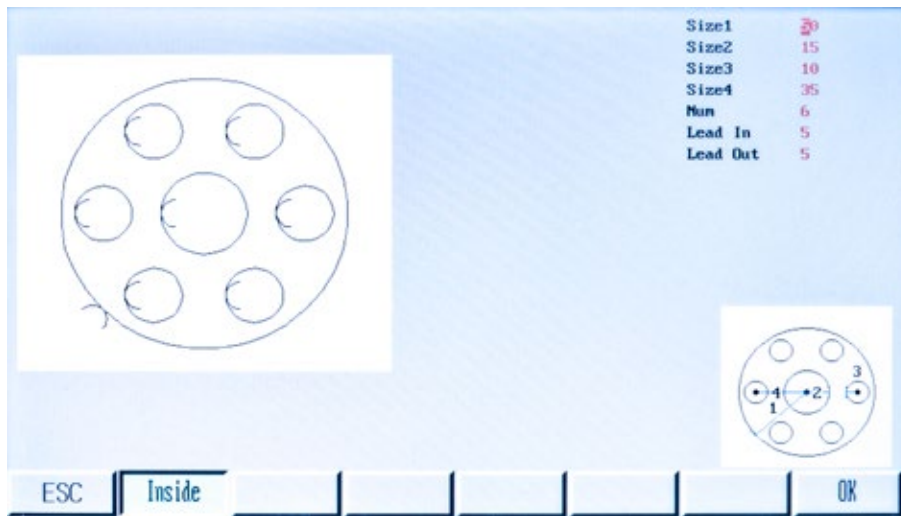 Size1 50
Size2 15
Size3 10
Size4 35
Num 6
Lead In 5
Lead Out 5
3
4 2
1
ESC Inside OK